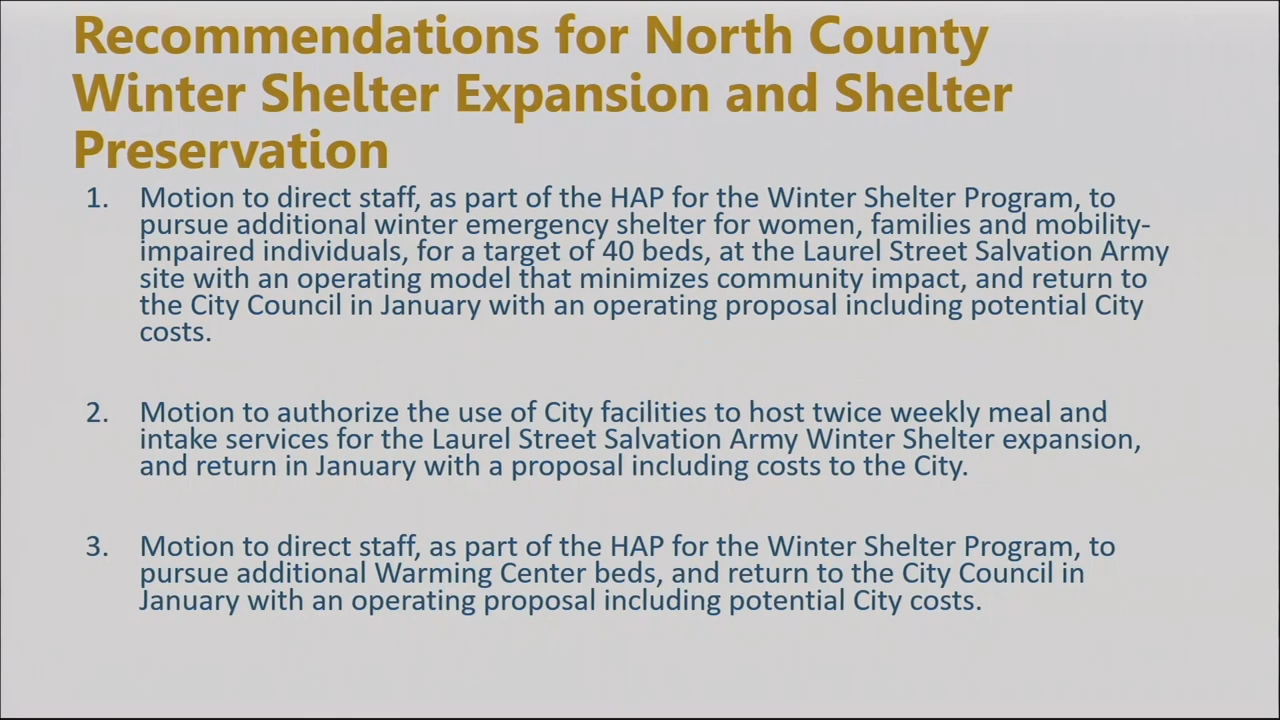 Recommendations for North County
Winter Shelter Expansion and Shelter
Preservation
1. Motion to direct staff, as part of the HAP for the Winter Shelter Program, to
pursue additional winter emergency shelter for women, families and mobility-
impaired individuals, for a target of 40 beds, at the Laurel Street Salvation Army
site with an operating model that minimizes community impact, and return to
the City Council in January with an operating proposal including potential City
costs.
2. Motion to authorize the use of City facilities to host twice weekly meal and
intake services for the Laurel Street Salvation Army Winter Shelter expansion,
and return in January with a proposal including costs to the City.
3. Motion to direct staff, as part of the HAP for the Winter Shelter Program, to
pursue additional Warming Center beds, and return to the City Council in
January with an operating proposal including potential City costs.